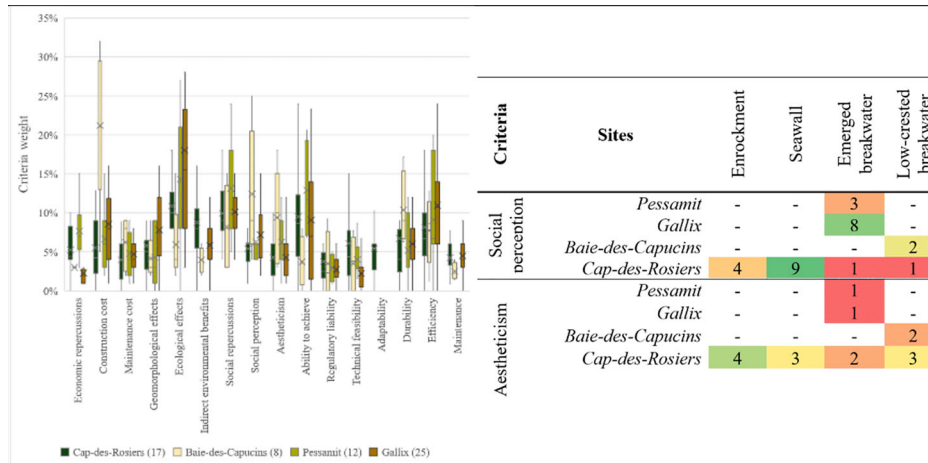 35%
30%
25%
20%
15%
10%
5%
0%
Criteria weight
Economic repercussions
Construction cost
Maintenance cost
Geomorphological effects
Ecological effects
Indirect environmental benefits
Social repercussions
Social perception
Aestheticism
Ability to achieve
Regulatory liability
Technical feasibility
Adaptability
Durability
Efficiency
Maintenance
Cap-des-Rosiers (17) Baie-des-Capucins (8) Pessamit (12) Gallix (25)
Criteria Sites Enrockment Seawall Emerged breakwater Low-crested breakwater
Social perception
Pessamit - - 3 -
Gallix - - 8 -
Baie-des-Capucins - - - 2
Cap-des-Rosiers 4 9 1 1
Aestheticism
Pessamit - - 1 -
Gallix - - 1 -
Baie-des-Capucins - - - 2
Cap-des-Rosiers 4 3 2 3